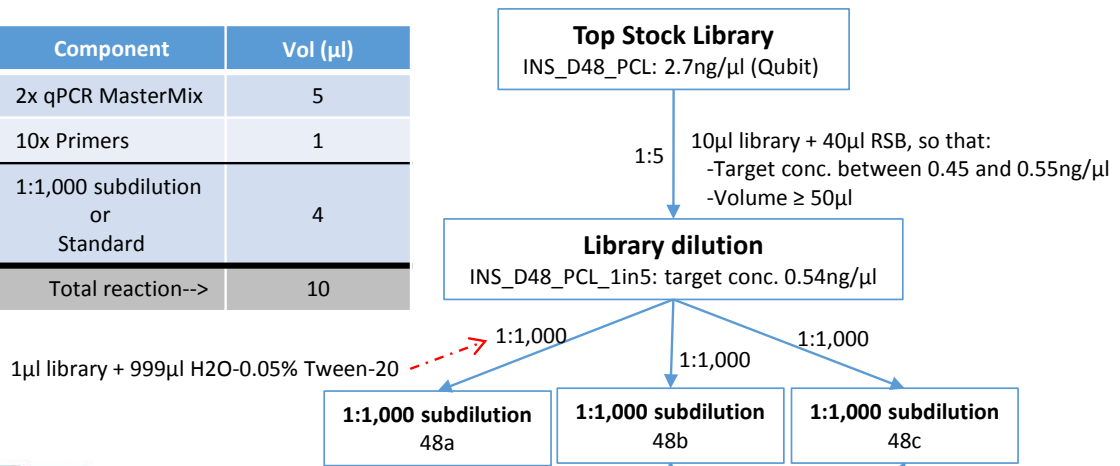 Component Vol (µl)
2x qPCR MasterMix 5
10x Primers 1
1:1,000 subdilution
or
Standard
4
Total reaction--> 10
Top Stock Library
INS_D48_PCL: 2.7ng/µl (Qubit)
1:5
10µl library + 40µl RSB, so that:
-Target conc. between 0.45 and 0.55ng/µl
-Volume ≥ 50µl
Library dilution
INS_D48_PCL_1in5: target conc. 0.54ng/µl
1:1,000
1:1,000
1:1,000
1µl library + 999µl H2O-0.05% Tween-20
1:1,000 subdilution
48a
1:1,000 subdilution
48b
1:1,000 subdilution
48c